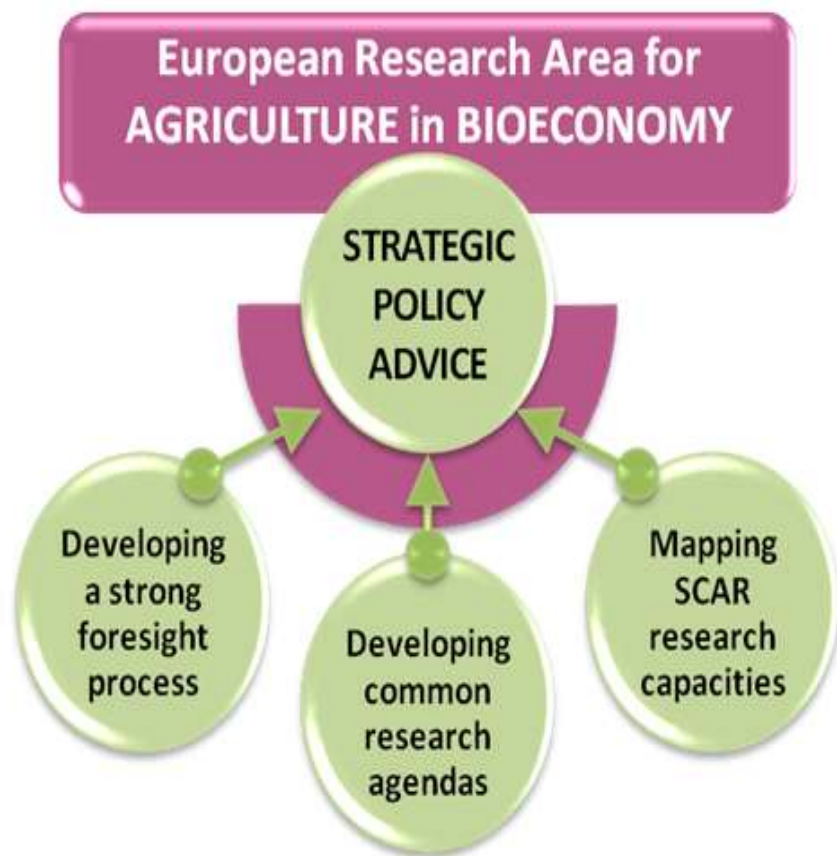 European Research Area for
AGRICULTURE in BIOECONOMY
STRATEGIC
POLICY
ADVICE
Developing
a strong
foresight
process
Developing
common
research
agendas
Mapping
SCAR
research
capacities